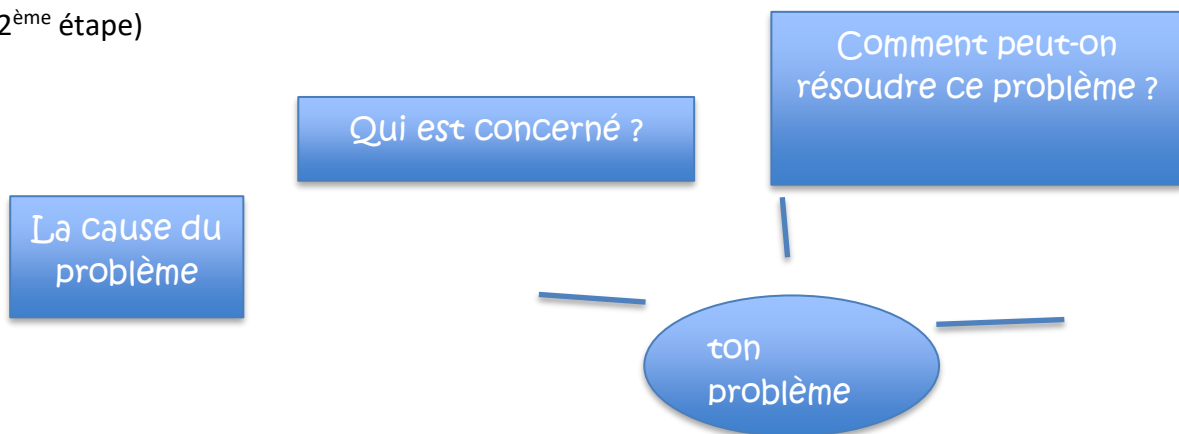 2ème étape)
Comment peut-on
résoudre ce problème ?
Qui est concerné ?
La cause du
problème
ton
problème